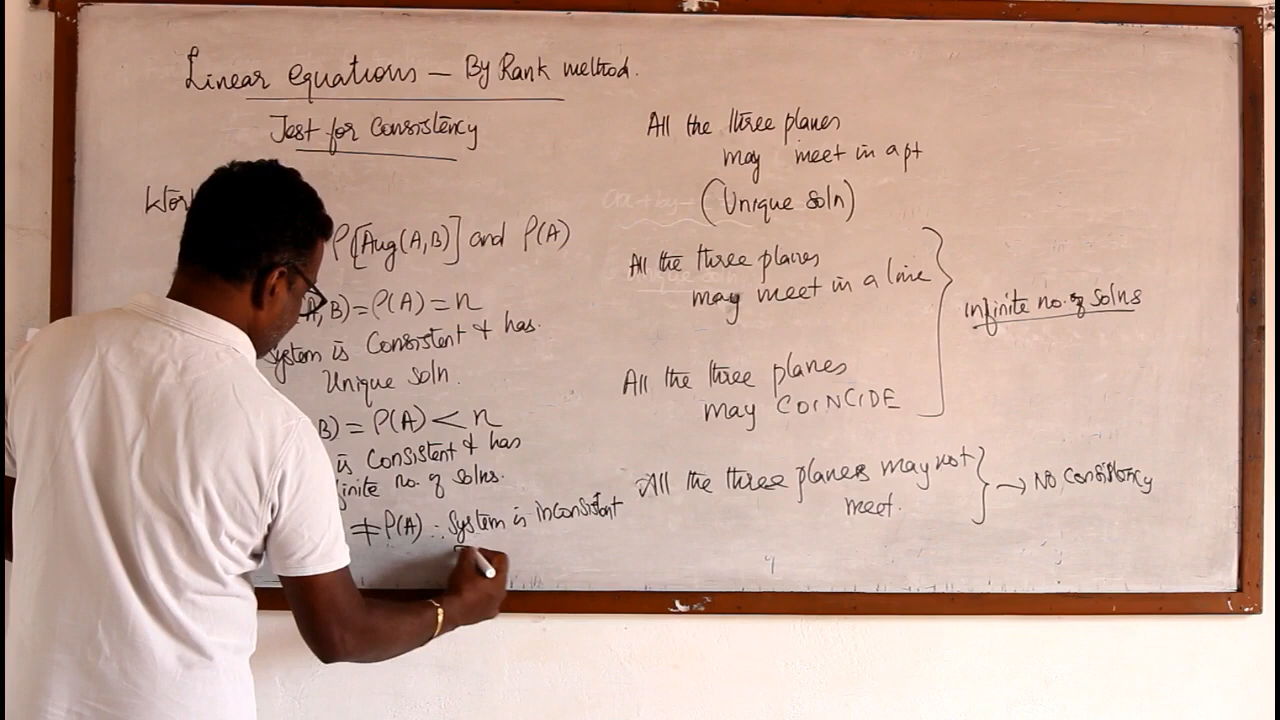 Linear equations – By Rank method.
Test for Consistency
Work
ρ[Aug(A,B)] and ρ(A)
A, B) = ρ(A) = n
System is Consistent & has.
Unique Soln.
B) = ρ(A) < n
is Consistent & has
finite no. of Solns.
≠ ρ(A) ∴ System is inconsistent
All the three planes
may meet in a pt
(Unique Soln)
All the three planes
may meet in a line
infinite no. of Solns
All the three planes
may COINCIDE
All the three planes may not
meet.
→ No Consistency